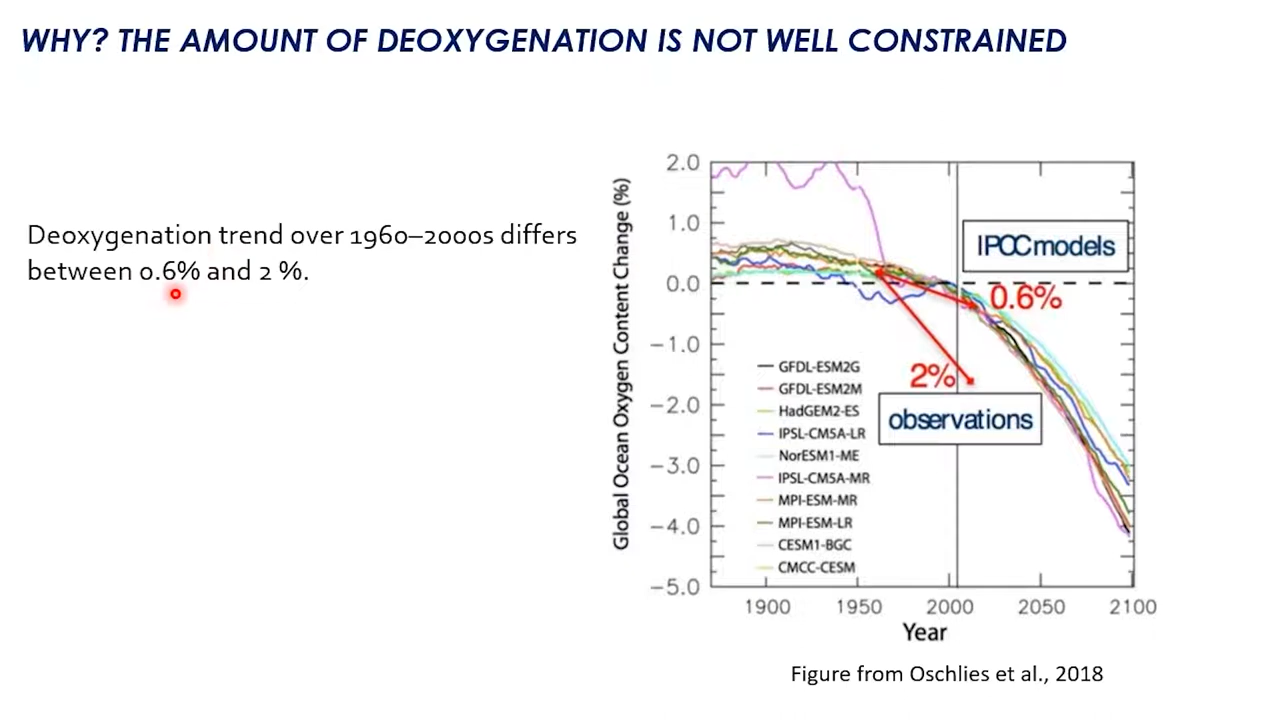 WHY? THE AMOUNT OF DEOXYGENATION IS NOT WELL CONSTRAINED
Deoxygenation trend over 1960–2000s differs
between 0.6% and 2 %.
Global Ocean Oxygen Content Change (%)
2.0
1.0
0.0
−1.0
−2.0
−3.0
−4.0
−5.0
IPCC models
0.6%
2%
observations
GFDL-ESM2G
GFDL-ESM2M
HadGEM2-ES
IPSL-CM5A-LR
NorESM1-ME
IPSL-CM5A-MR
MPI-ESM-MR
MPI-ESM-LR
CESM1-BGC
CMCC-CESM
1900 1950 2000 2050 2100
Year
Figure from Oschlies et al., 2018